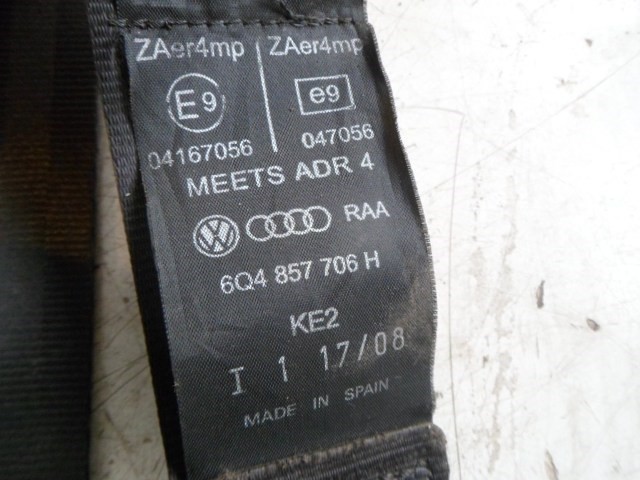 ZAer4mp ZAer4mp
E9 e9
04167056 047056
MEETS ADR 4
RAA
6Q4 857 706 H
KE2
I 1 17/08
MADE IN SPAIN